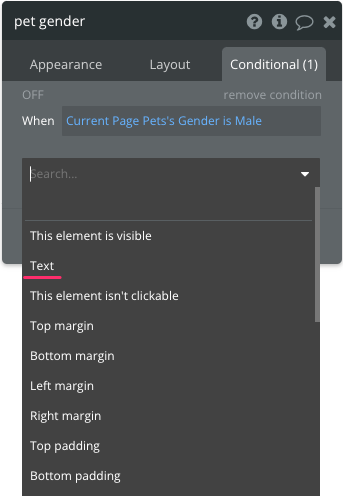 pet gender
Appearance Layout Conditional (1)
OFF remove condition
When Current Page Pets's Gender is Male
Search...
This element is visible
Text
This element isn't clickable
Top margin
Bottom margin
Left margin
Right margin
Top padding
Bottom padding